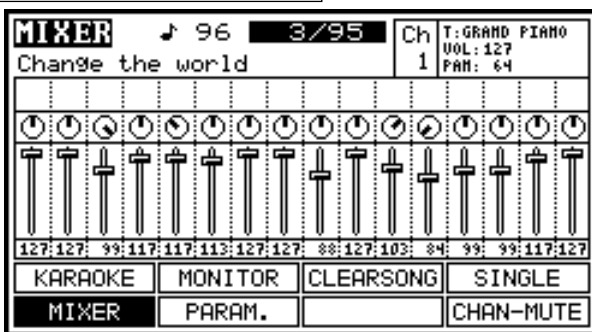 MIXER ♪ 96 3/95 Ch 1 T:GRAND PIANO
VOL:127
PAN: 64
Change the world
127 127 99 117 117 113 127 127 88 127 103 84 99 99 117 127
KARAOKE MONITOR CLEARSONG SINGLE
MIXER PARAM. CHAN-MUTE